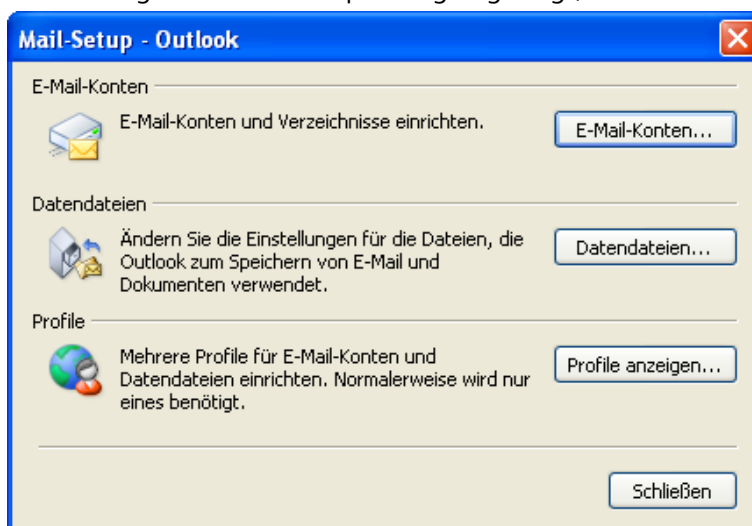 Mail-Setup - Outlook
E-Mail-Konten
E-Mail-Konten und Verzeichnisse einrichten.
E-Mail-Konten...
Datendateien
Ändern Sie die Einstellungen für die Dateien, die
Outlook zum Speichern von E-Mail und
Dokumenten verwendet.
Datendateien...
Profile
Mehrere Profile für E-Mail-Konten und
Datendateien einrichten. Normalerweise wird nur
eines benötigt.
Profile anzeigen...
Schließen